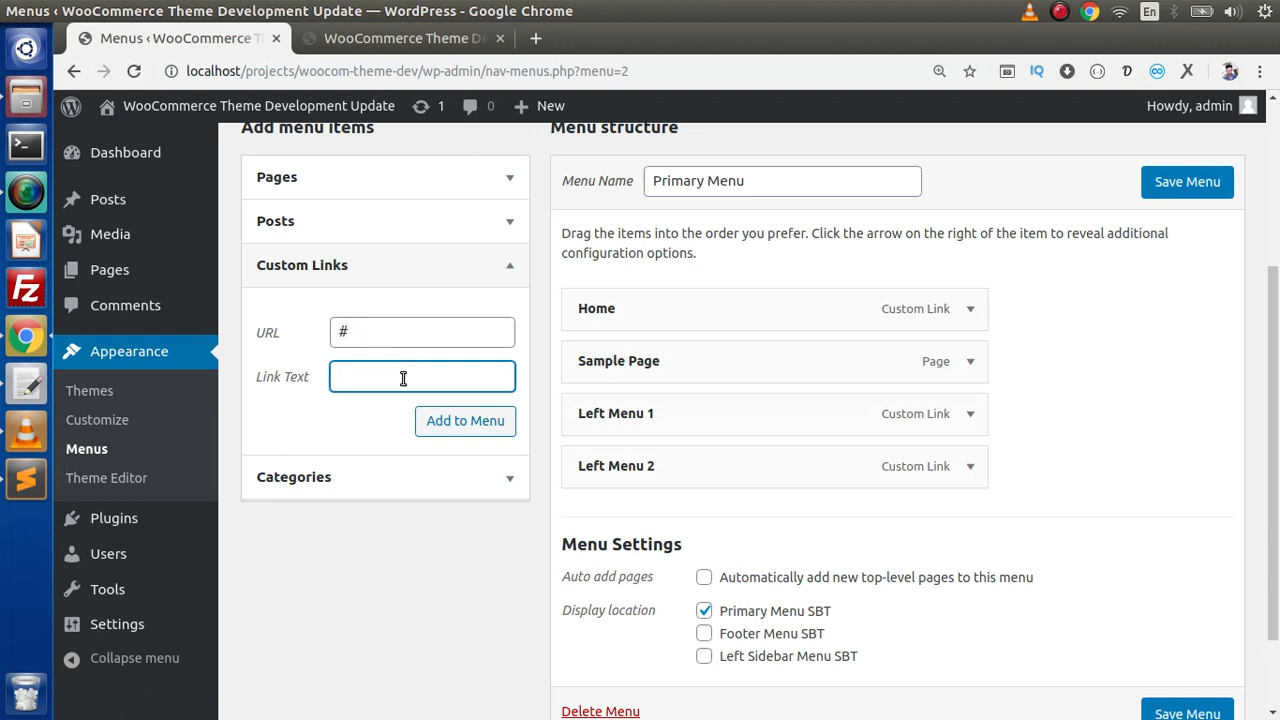 Menus ‹ WooCommerce Theme Development Update — WordPress - Google Chrome
En
Menus ‹ WooCommerce T
WooCommerce Theme De
localhost/projects/woocom-theme-dev/wp-admin/nav-menus.php?menu=2
IQ
WooCommerce Theme Development Update
1
0
New
Howdy, admin
Dashboard
Posts
Media
Pages
Comments
Appearance
Themes
Customize
Menus
Theme Editor
Plugins
Users
Tools
Settings
Collapse menu
Add menu items
Pages
Posts
Custom Links
URL
#
Link Text
Add to Menu
Categories
Menu structure
Menu Name
Primary Menu
Save Menu
Drag the items into the order you prefer. Click the arrow on the right of the item to reveal additional
configuration options.
Home
Custom Link
Sample Page
Page
Left Menu 1
Custom Link
Left Menu 2
Custom Link
Menu Settings
Auto add pages
Automatically add new top-level pages to this menu
Display location
Primary Menu SBT
Footer Menu SBT
Left Sidebar Menu SBT
Delete Menu
Save Menu